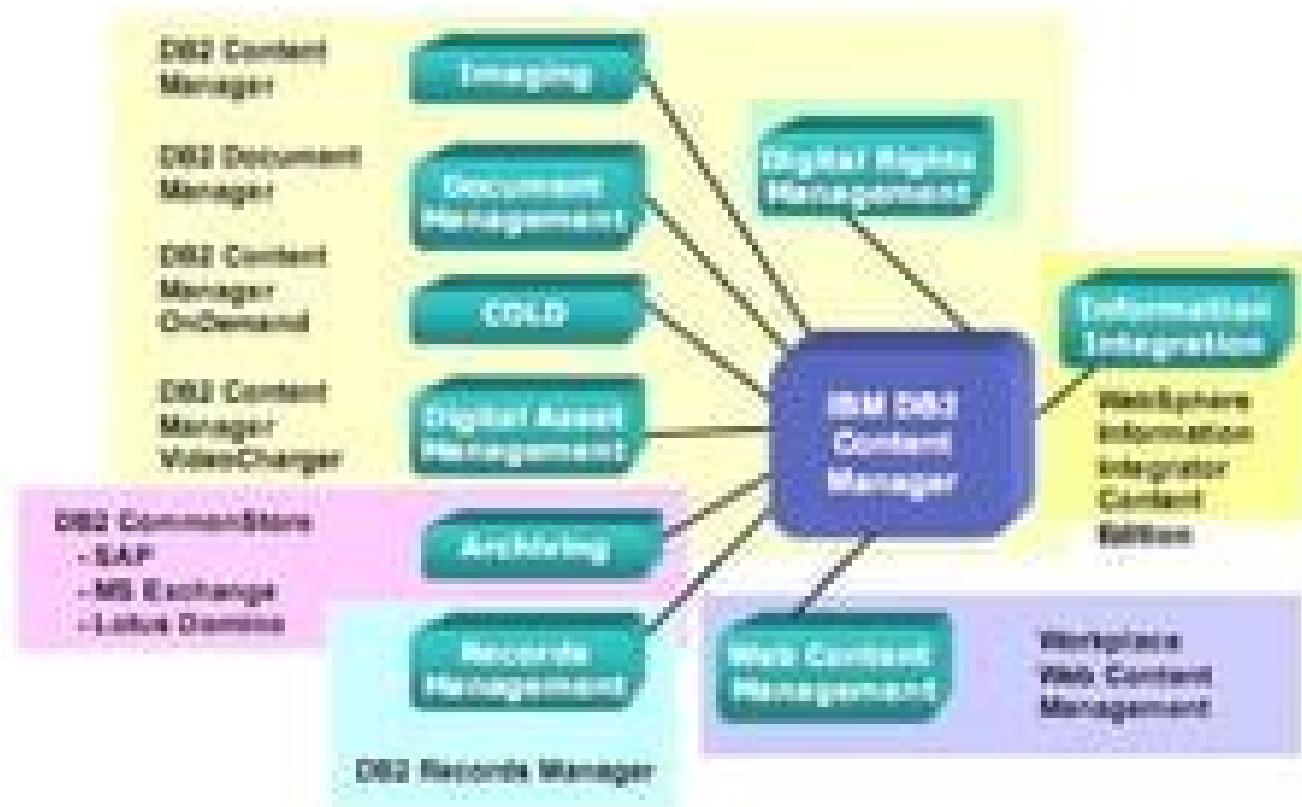 DB2 Content
Manager
Imaging
DB2 Document
Manager
Document
Management
DB2 Content
Manager
OnDemand
COLD
DB2 Content
Manager
VideoCharger
Digital Asset
Management
DB2 CommonStore
- SAP
- MS Exchange
- Lotus Domino
Archiving
Records
Management
DB2 Records Manager
Digital Rights
Management
IBM DB2
Content
Manager
Information
Integration
WebSphere
Information
Integrator
Content
Edition
Web Content
Management
Workplace
Web Content
Management